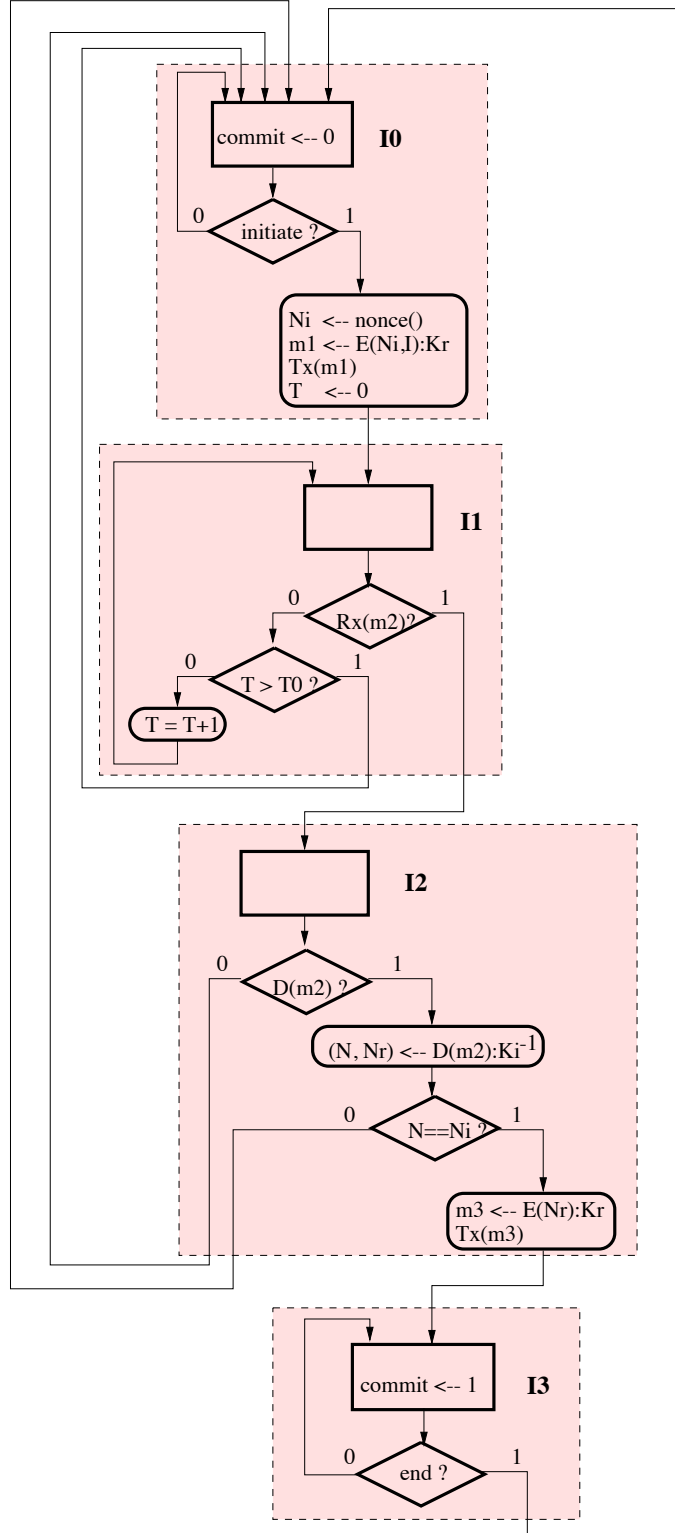 commit <-- 0
I0
0
initiate ?
1
Ni <-- nonce()
m1 <-- E(Ni,I):Kr
Tx(m1)
T <-- 0
I1
0
Rx(m2)?
1
0
T > T0 ?
1
T = T+1
I2
0
D(m2) ?
1
(N, Nr) <-- D(m2):Ki-1
0
N==Ni ?
1
m3 <-- E(Nr):Kr
Tx(m3)
commit <-- 1
I3
0
end ?
1